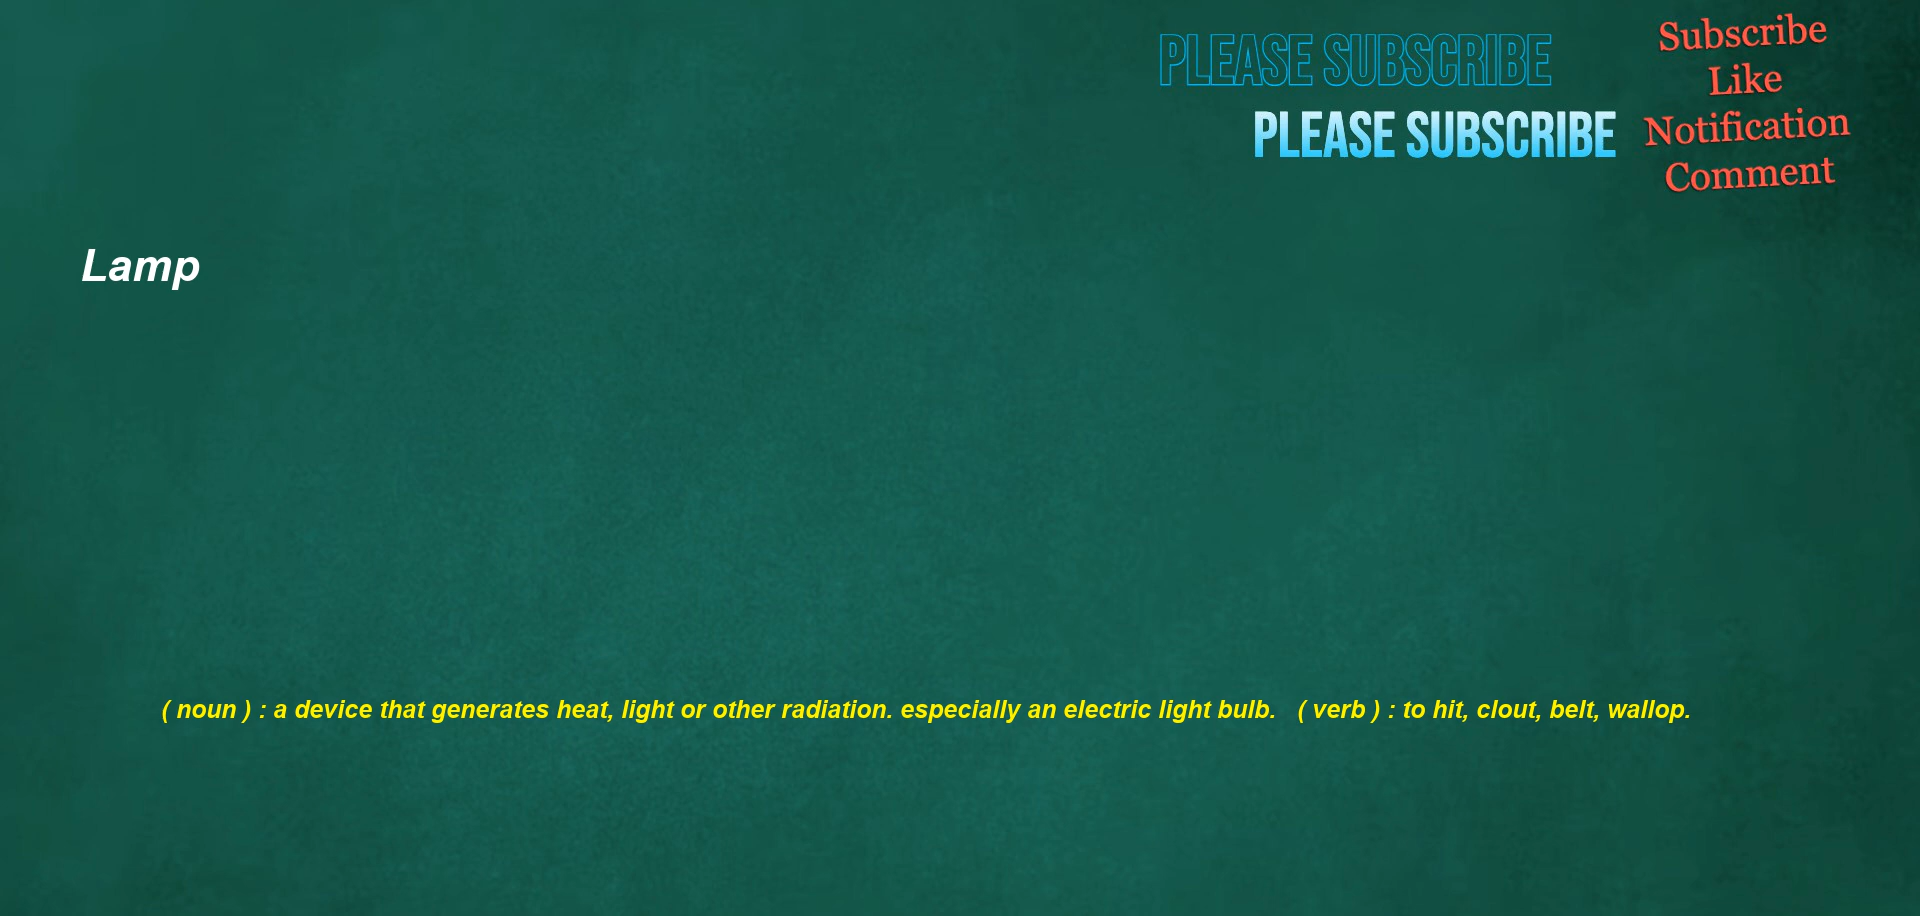 PLEASE SUBSCRIBE
PLEASE SUBSCRIBE
Subscribe
Like
Notification
Comment
Lamp
( noun ) : a device that generates heat, light or other radiation. especially an electric light bulb.   ( verb ) : to hit, clout, belt, wallop.